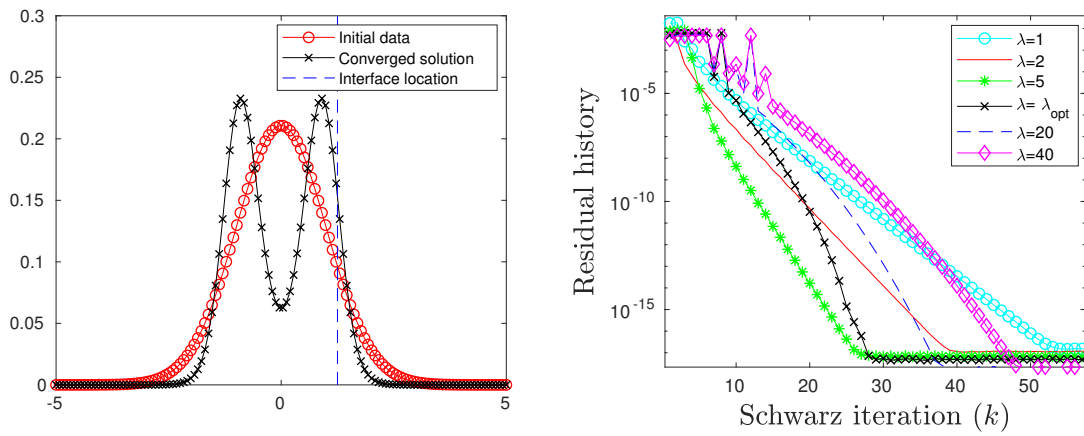 0.3
0.25
0.2
0.15
0.1
0.05
0
-5
0
5
Initial data
Converged solution
Interface location
Residual history
10^-5
10^-10
10^-15
10
20
30
40
50
Schwarz iteration (k)
λ=1
λ=2
λ=5
λ= λ_opt
λ=20
λ=40